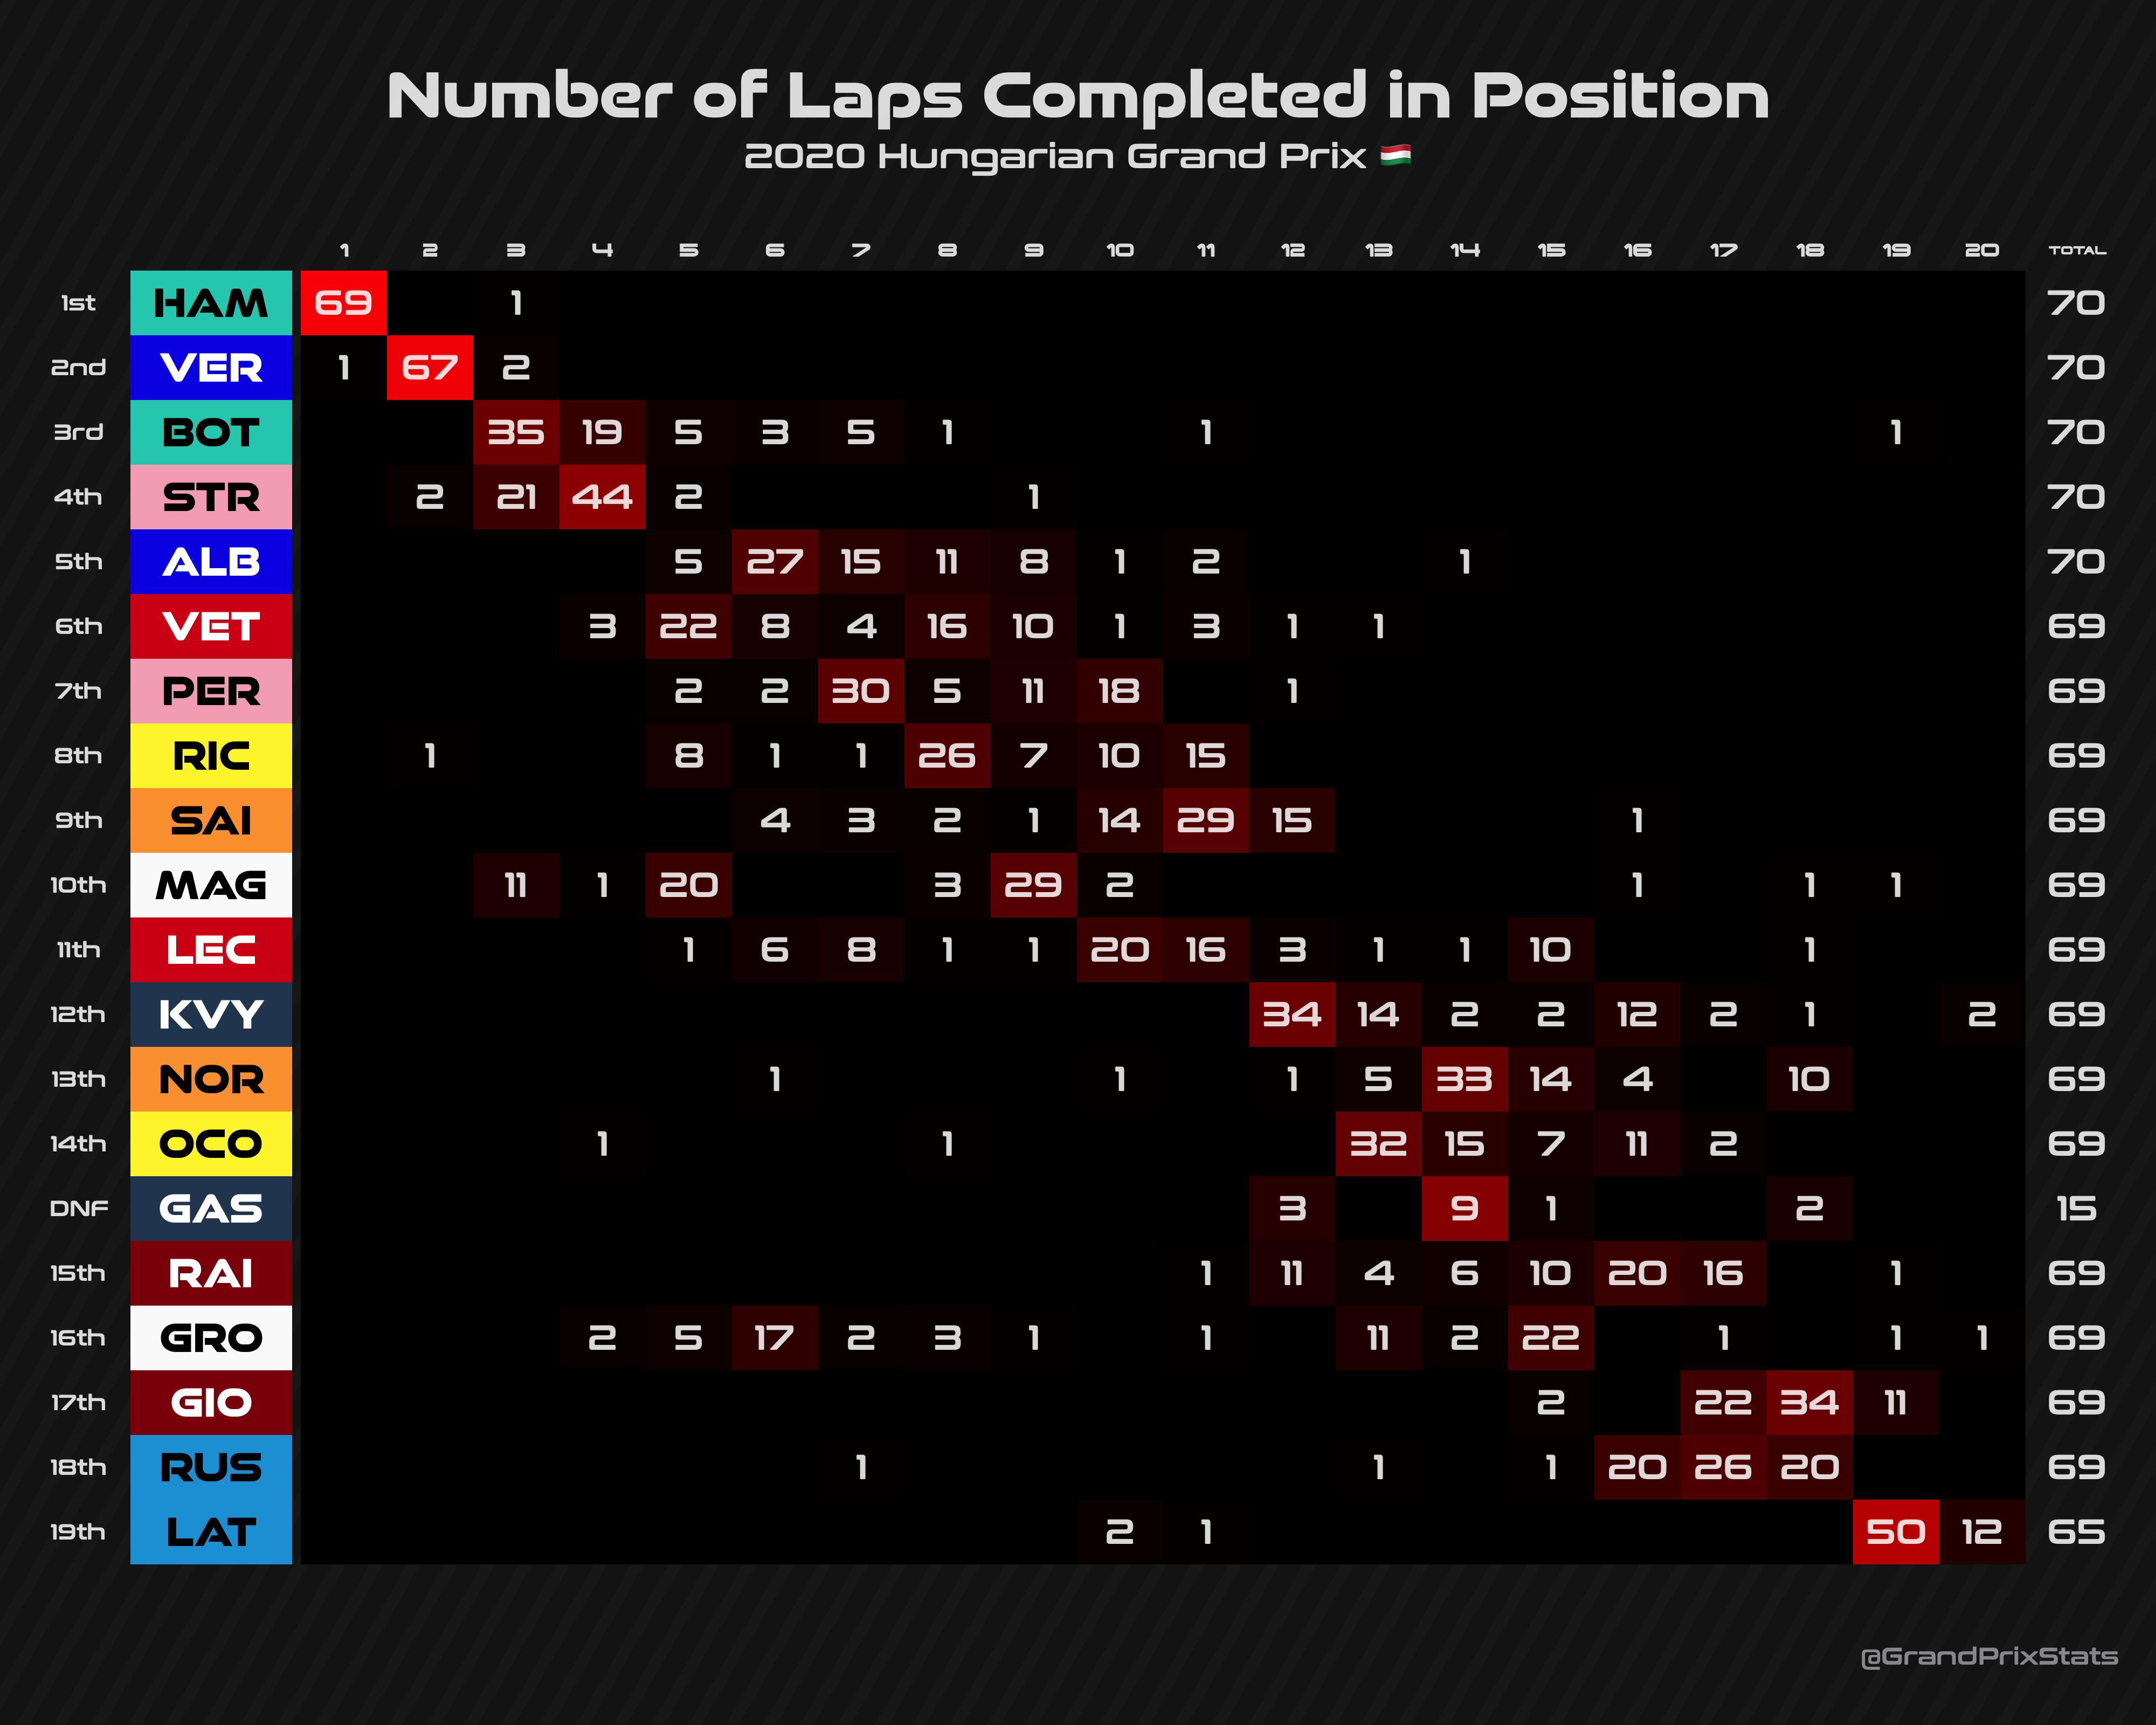 Number of Laps Completed in Position
2020 Hungarian Grand Prix
1 2 3 4 5 6 7 8 9 10 11 12 13 14 15 16 17 18 19 20 TOTAL
1st HAM 69 1 70
2nd VER 1 67 2 70
3rd BOT 35 19 5 3 5 1 1 1 70
4th STR 2 21 44 2 1 70
5th ALB 5 27 15 11 8 1 2 1 70
6th VET 3 22 8 4 16 10 1 3 1 1 69
7th PER 2 2 30 5 11 18 1 69
8th RIC 1 8 1 1 26 7 10 15 69
9th SAI 4 3 2 1 14 29 15 1 69
10th MAG 11 1 20 3 29 2 1 1 1 69
11th LEC 1 6 8 1 1 20 16 3 1 1 10 1 69
12th KVY 34 14 2 2 12 2 1 2 69
13th NOR 1 1 1 5 33 14 4 10 69
14th OCO 1 1 32 15 7 11 2 69
DNF GAS 3 9 1 2 15
15th RAI 1 11 4 6 10 20 16 1 69
16th GRO 2 5 17 2 3 1 1 11 2 22 1 1 1 69
17th GIO 2 22 34 11 69
18th RUS 1 1 1 20 26 20 69
19th LAT 2 1 50 12 65
@GrandPrixStats